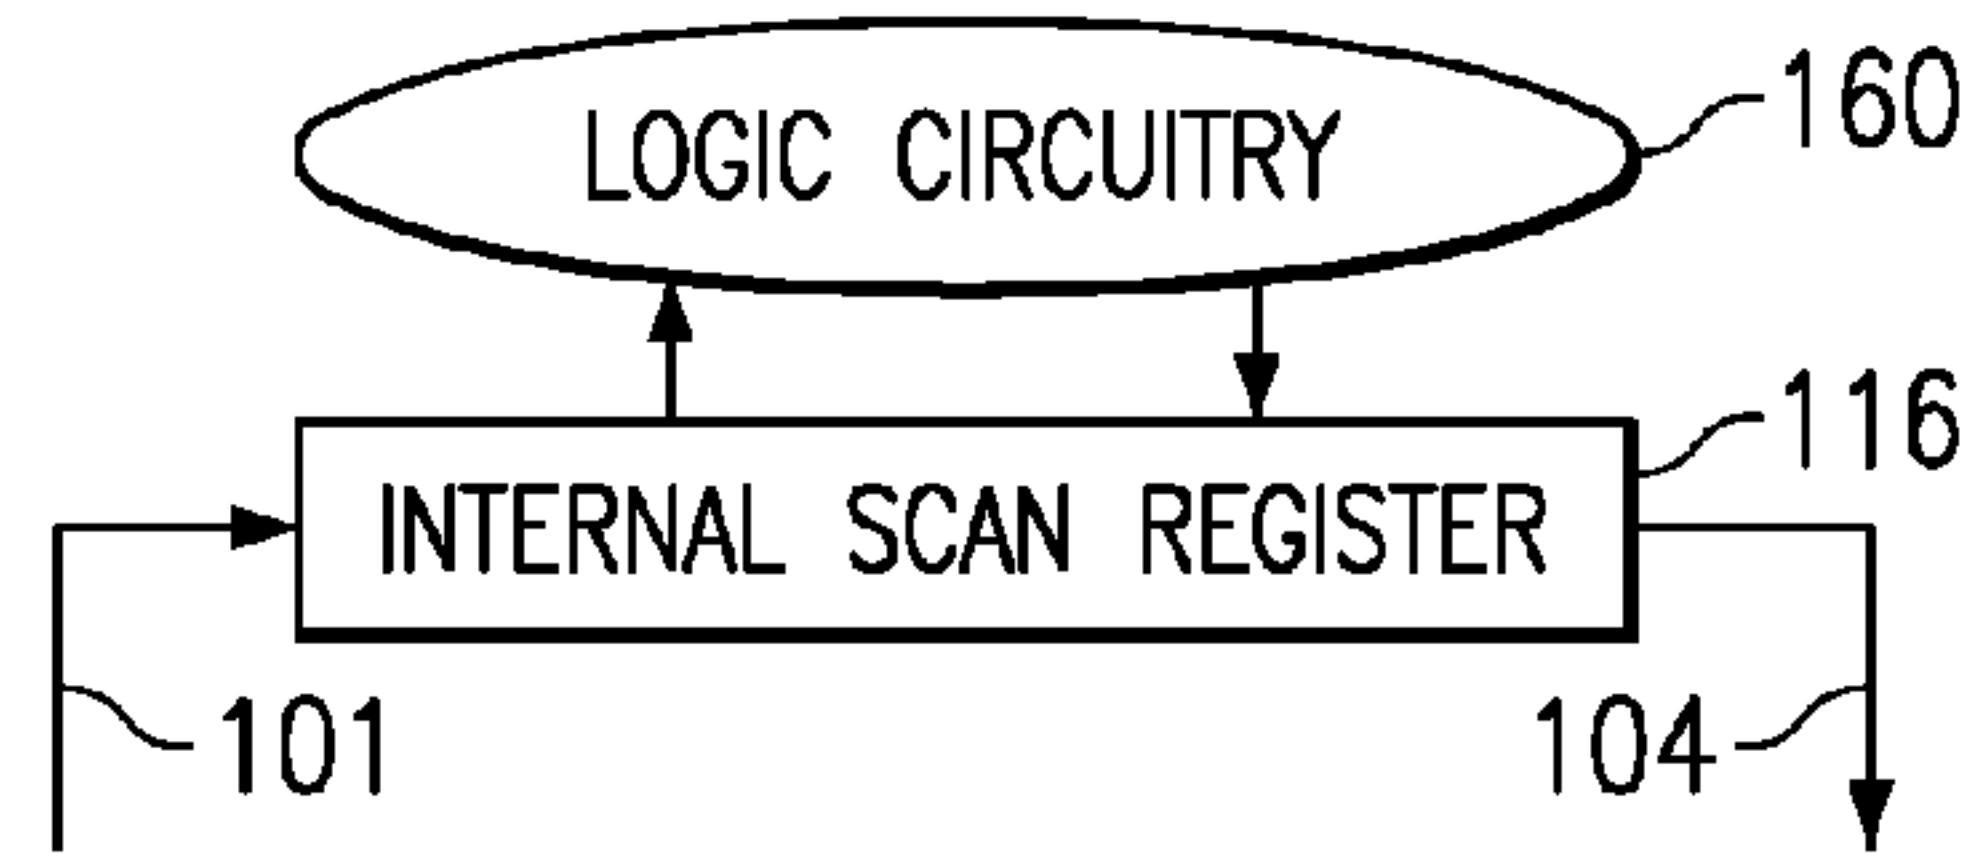 LOGIC CIRCUITRY
160
116
INTERNAL SCAN REGISTER
101
104